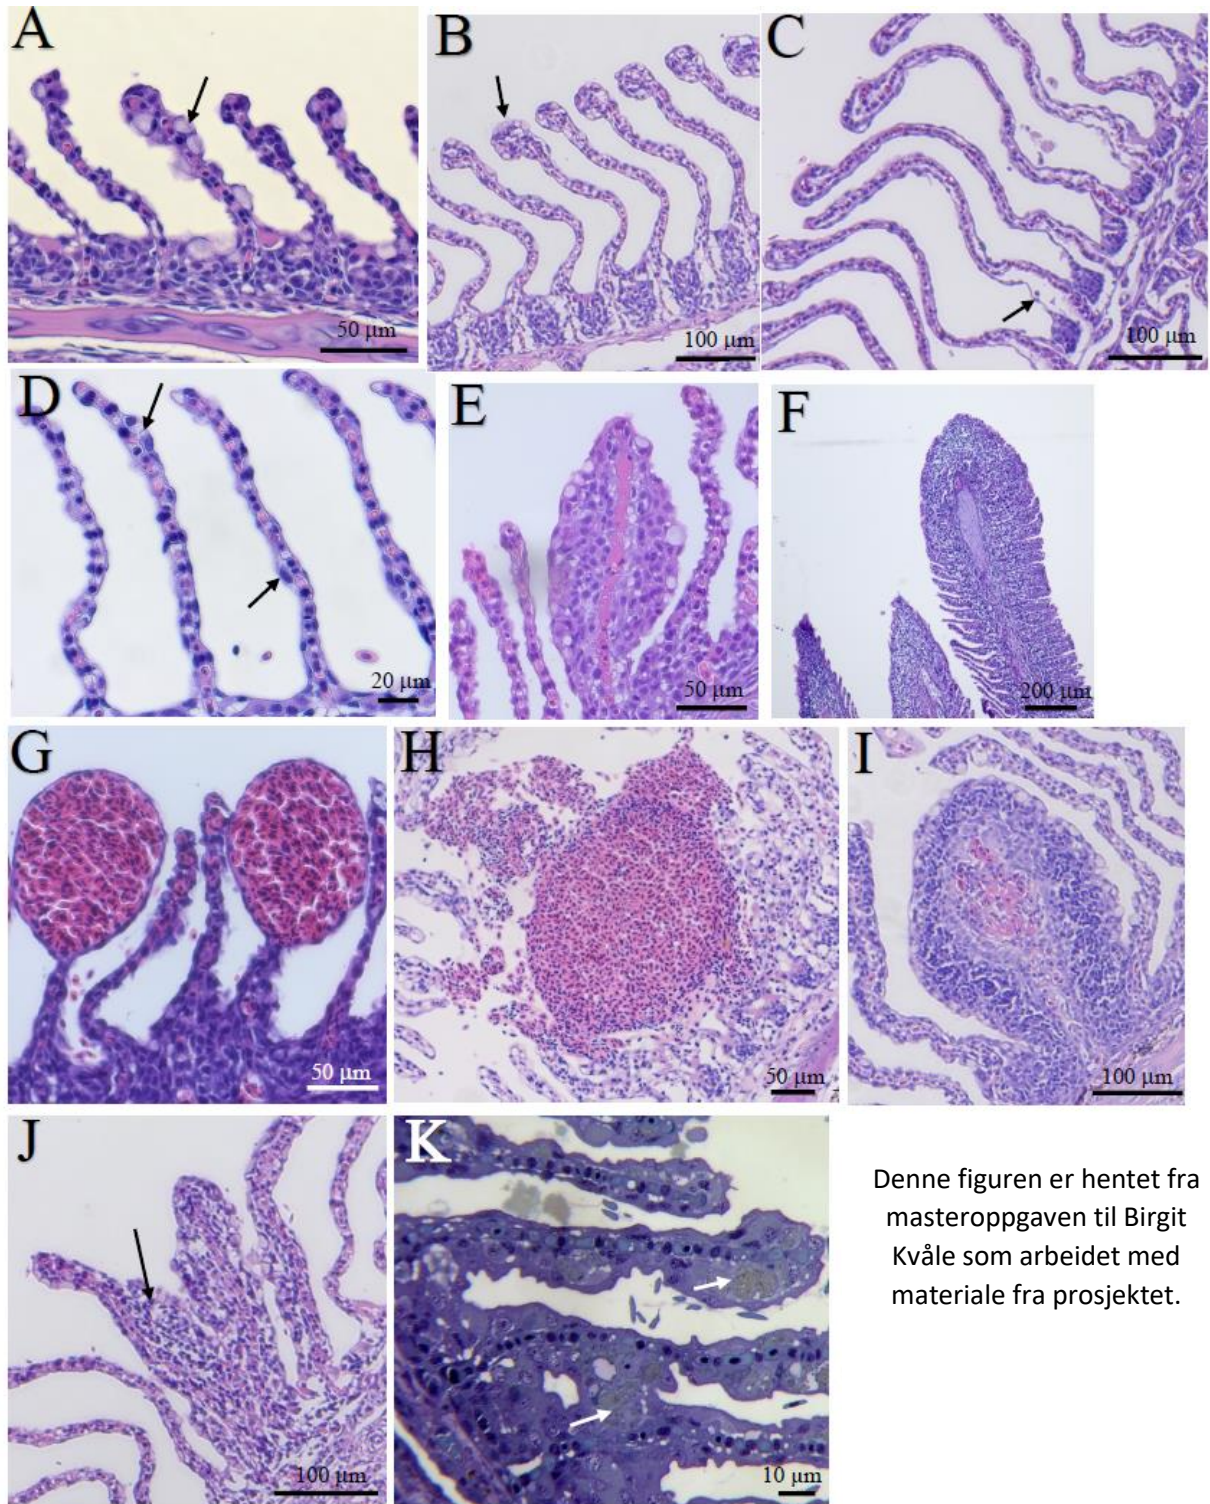 A
50 µm
B
100 µm
C
100 µm
D
20 µm
E
50 µm
F
200 µm
G
50 µm
H
50 µm
I
100 µm
J
100 µm
K
10 µm
Denne figuren er hentet fra
masteroppgaven til Birgit
Kvåle som arbeidet med
materiale fra prosjektet.